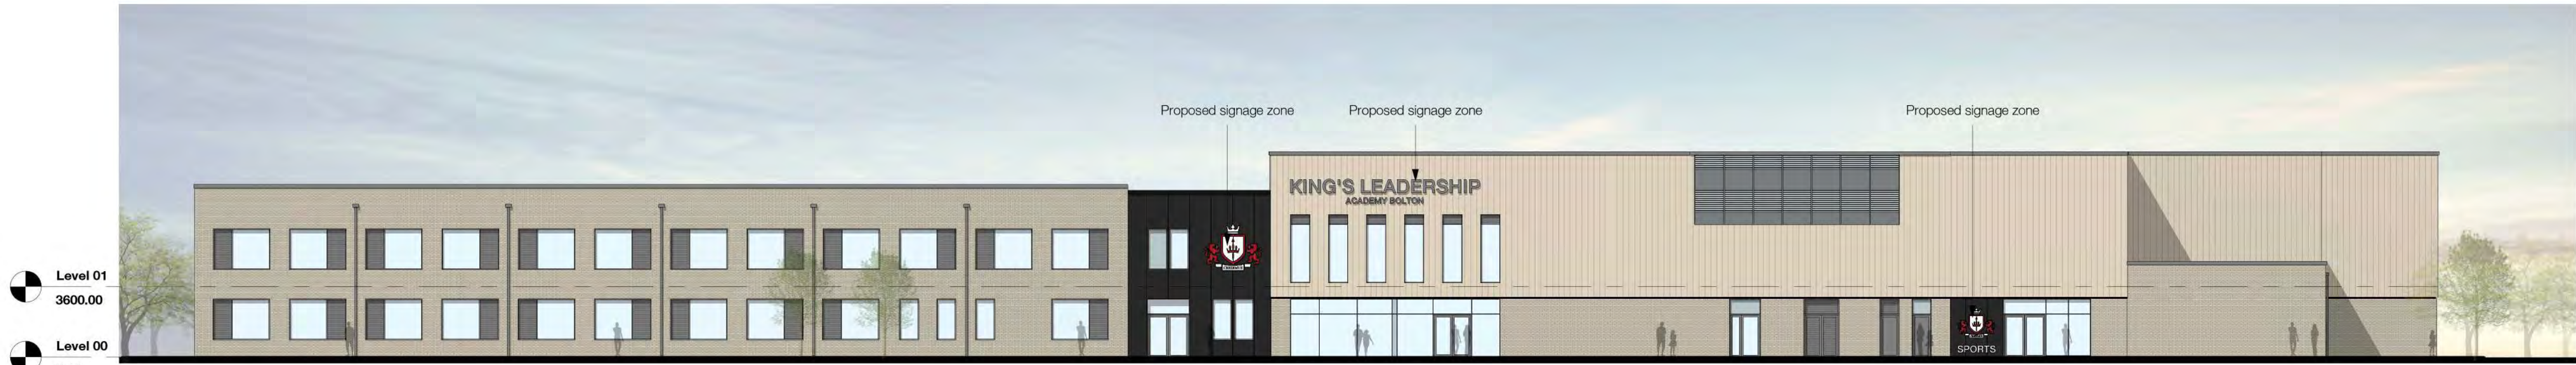 Proposed signage zone
Proposed signage zone
Proposed signage zone
KING'S LEADERSHIP
ACADEMY BOLTON
Level 01
3600.00
Level 00
SPORTS